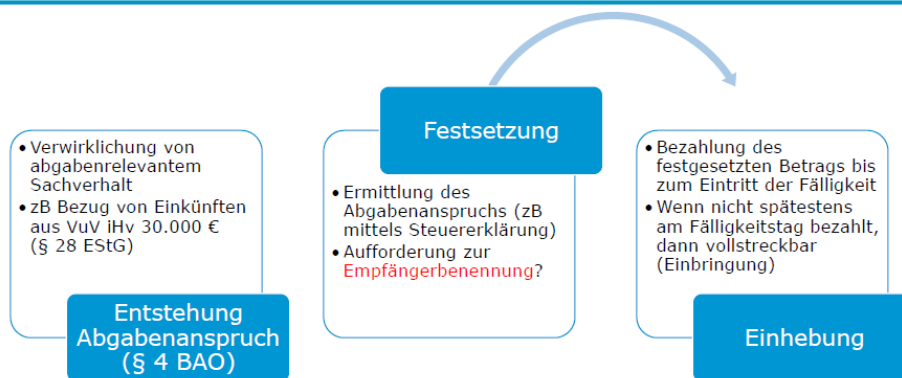 • Verwirklichung von
abgabenrelevantem
Sachverhalt
• zB Bezug von Einkünften
aus VuV iHv 30.000 €
(§ 28 EStG)
Entstehung
Abgabenanspruch
(§ 4 BAO)
Festsetzung
• Ermittlung des
Abgabenanspruchs (zB
mittels Steuererklärung)
• Aufforderung zur
Empfängerbenennung?
• Bezahlung des
festgesetzten Betrags bis
zum Eintritt der Fälligkeit
• Wenn nicht spätestens
am Fälligkeitstag bezahlt,
dann vollstreckbar
(Einbringung)
Einhebung